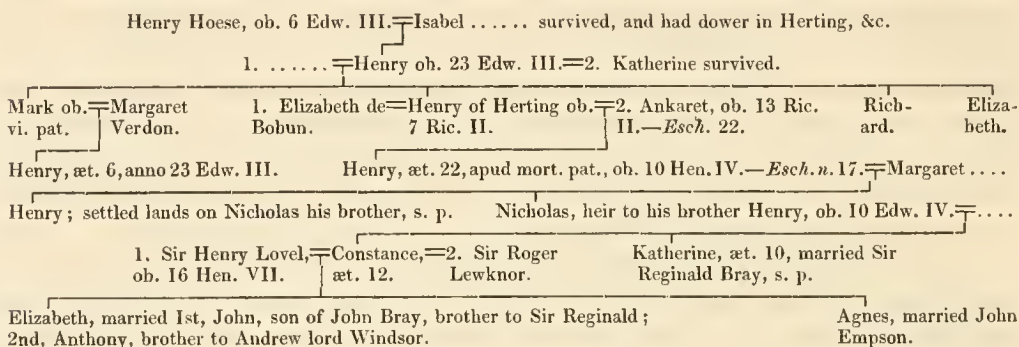 Henry Hoese, ob. 6 Edw. III.=Isabel ...... survived, and had dower in Herting, &c.
1. ......=Henry ob. 23 Edw. III.=2. Katherine survived.
Mark ob.=Margaret 1. Elizabeth de=Henry of Herting ob.=2. Ankaret, ob. 13 Ric. Rich- Eliza-
vi. pat. Verdon. Bobun. 7 Ric. II. II.—Esch. 22. ard. beth.
Henry, æt. 6, anno 23 Edw. III. Henry, æt. 22, apud mort. pat., ob. 10 Hen. IV.—Esch. n. 17.=Margaret ....
Henry; settled lands on Nicholas his brother, s. p. Nicholas, heir to his brother Henry, ob. 10 Edw. IV.=....
1. Sir Henry Lovel,=Constance,=2. Sir Roger Katherine, æt. 10, married Sir
ob. 16 Hen. VII. æt. 12. Lewknor. Reginald Bray, s. p.
Elizabeth, married 1st, John, son of John Bray, brother to Sir Reginald; Agnes, married John
2nd, Anthony, brother to Andrew lord Windsor. Empson.